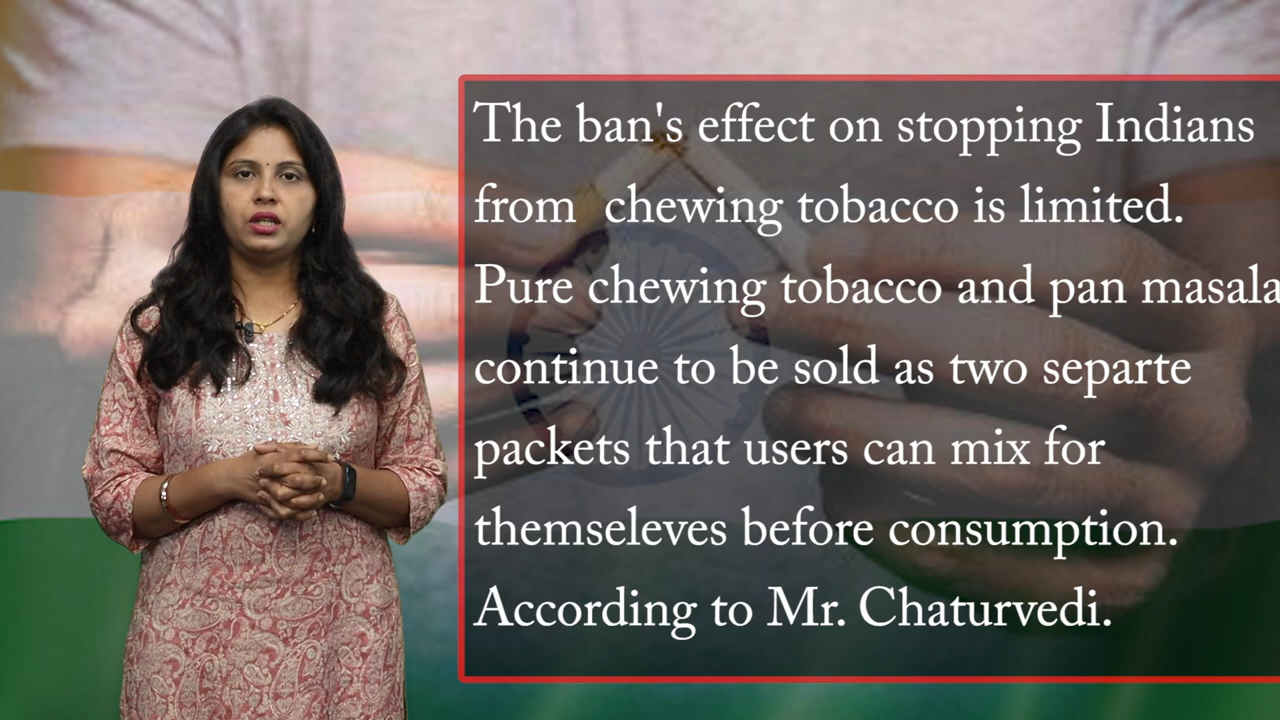 The ban's effect on stopping Indians
from  chewing tobacco is limited.
Pure chewing tobacco and pan masala
continue to be sold as two separte
packets that users can mix for
themseleves before consumption.
According to Mr. Chaturvedi.